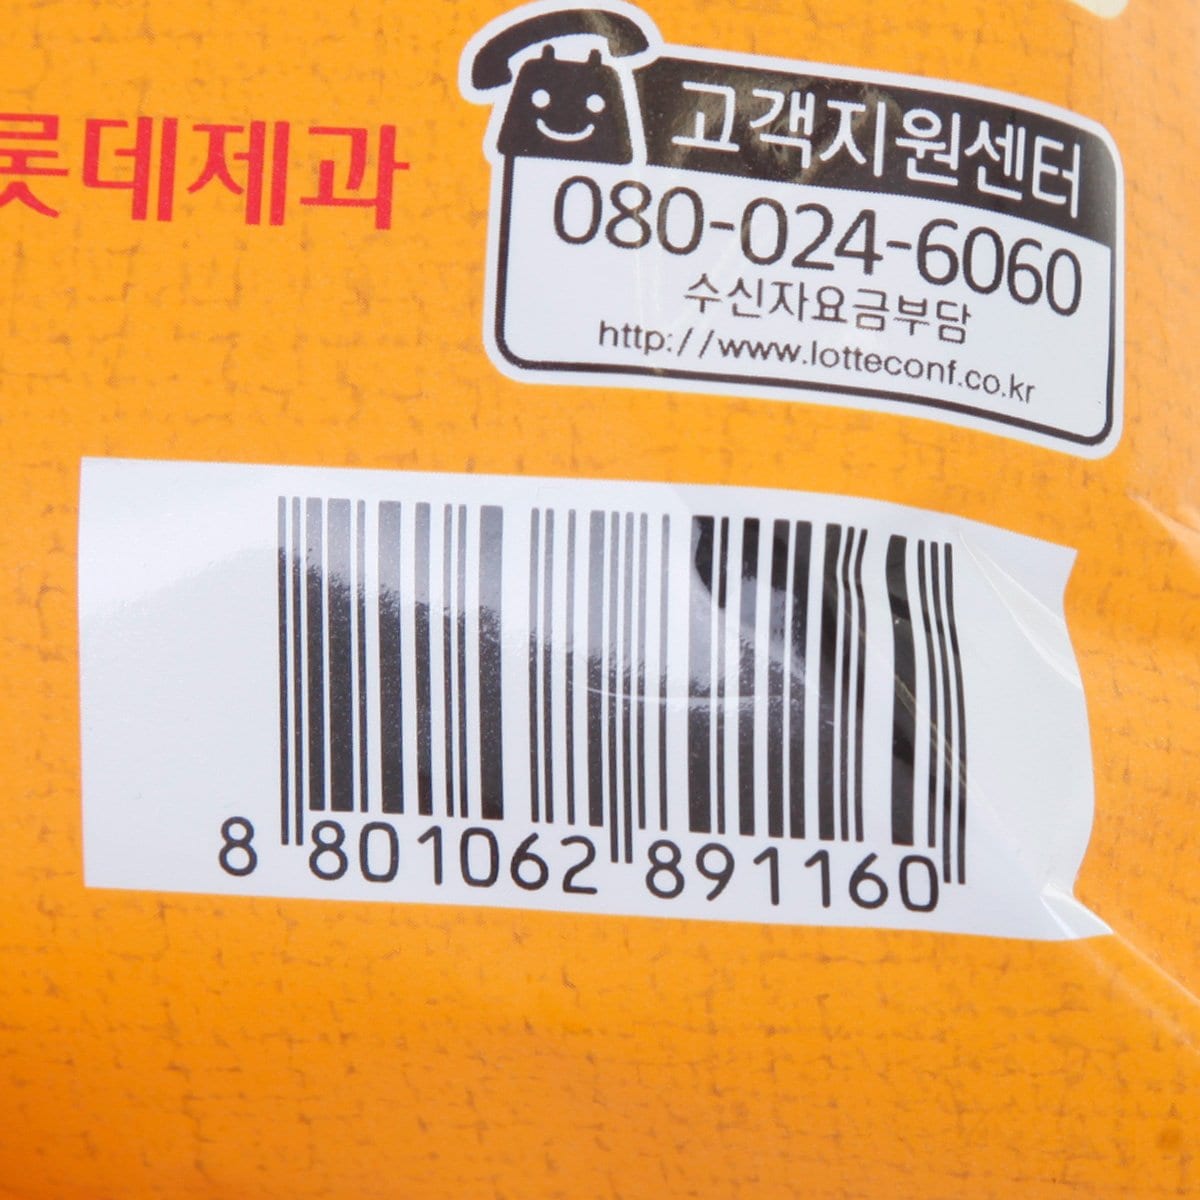 롯데제과
고객지원센터
080-024-6060
수신자요금부담
http://www.lotteconf.co.kr
8 801062 891160